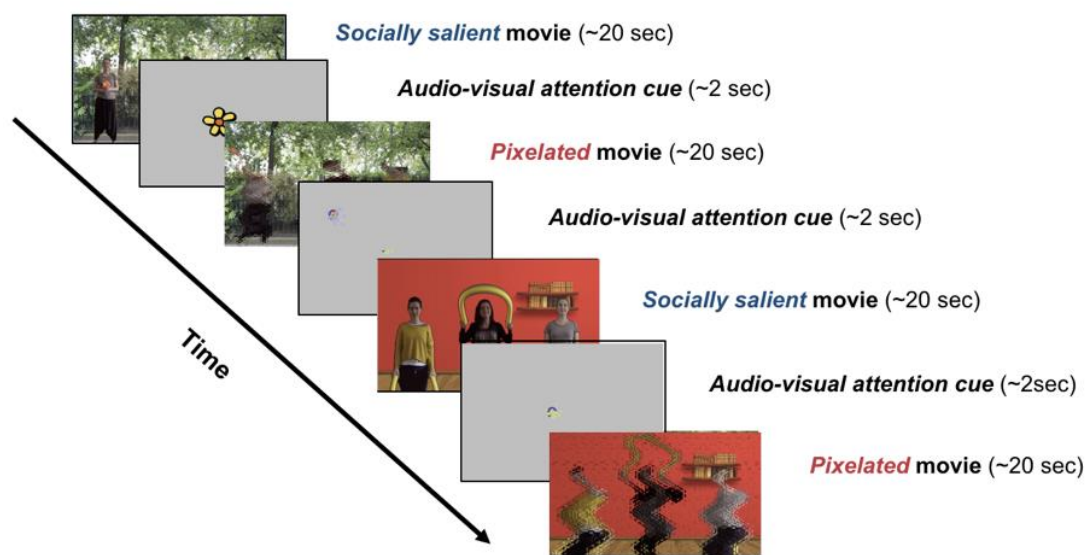 Socially salient movie (~20 sec)
Audio-visual attention cue (~2 sec)
Pixelated movie (~20 sec)
Audio-visual attention cue (~2 sec)
Socially salient movie (~20 sec)
Time
Audio-visual attention cue (~2sec)
Pixelated movie (~20 sec)